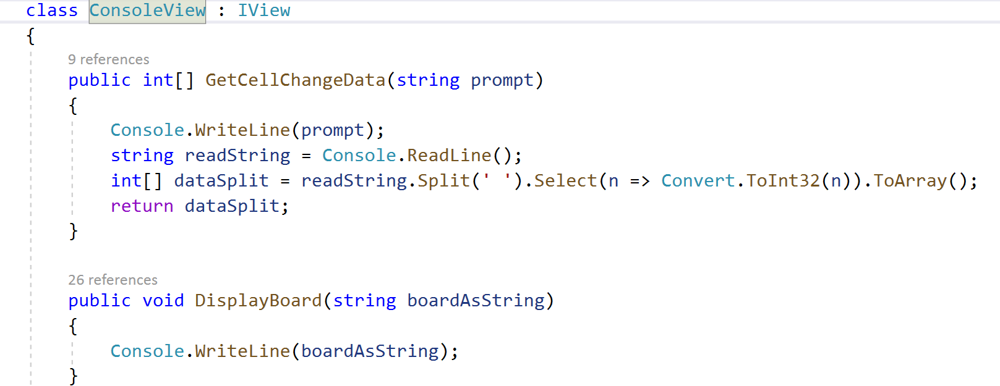 class ConsoleView : IView
{
9 references
public int[] GetCellChangeData(string prompt)
{
Console.WriteLine(prompt);
string readString = Console.ReadLine();
int[] dataSplit = readString.Split(' ').Select(n => Convert.ToInt32(n)).ToArray();
return dataSplit;
}
26 references
public void DisplayBoard(string boardAsString)
{
Console.WriteLine(boardAsString);
}